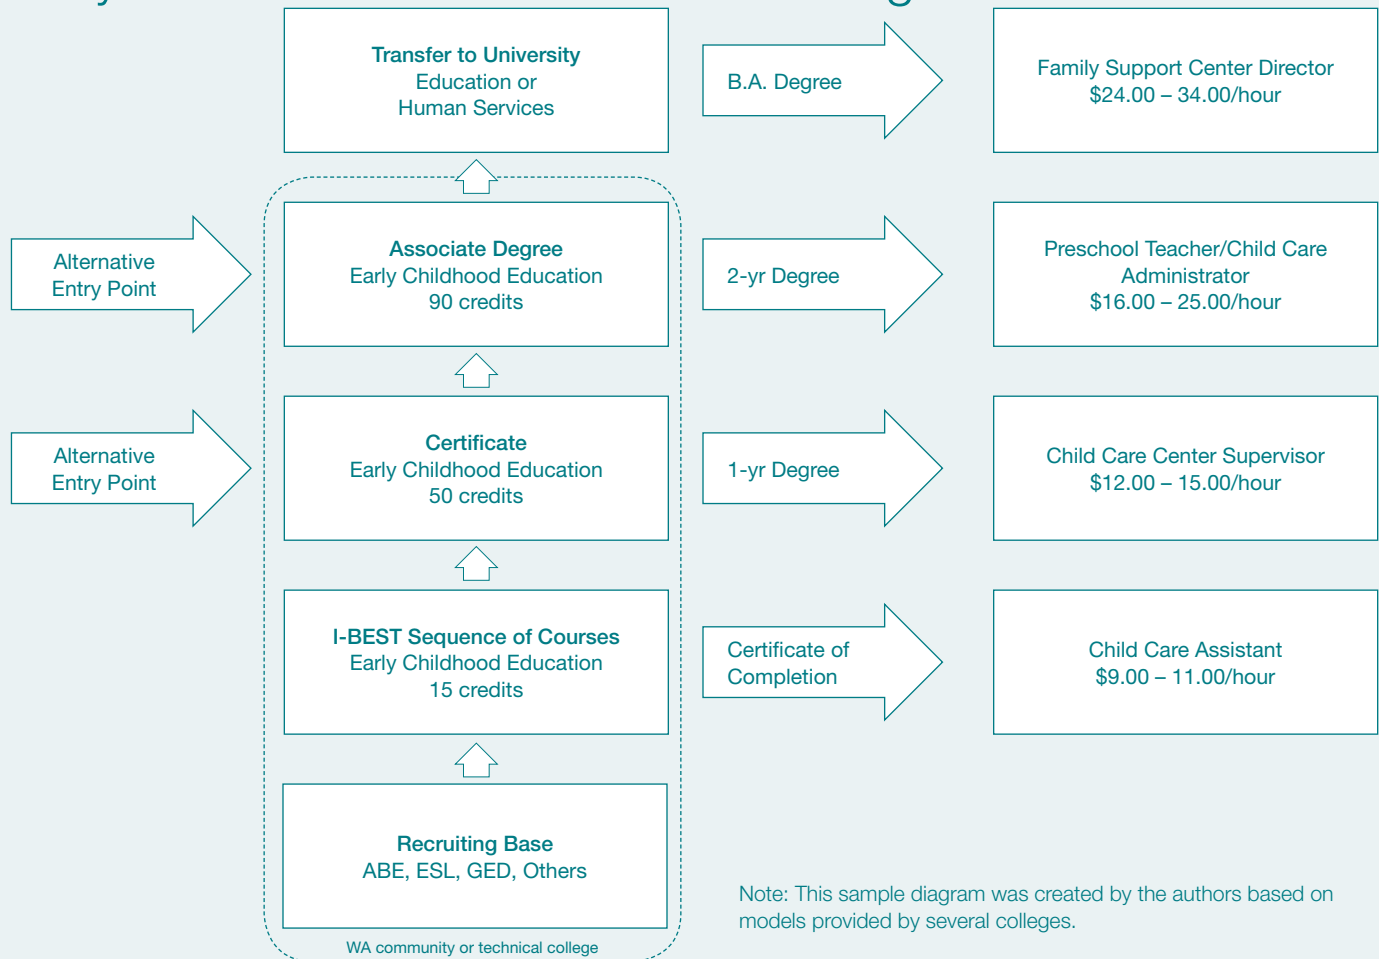 Transfer to University
Education or
Human Services
B.A. Degree
Family Support Center Director
$24.00 – 34.00/hour
Alternative
Entry Point
Associate Degree
Early Childhood Education
90 credits
2-yr Degree
Preschool Teacher/Child Care
Administrator
$16.00 – 25.00/hour
Alternative
Entry Point
Certificate
Early Childhood Education
50 credits
1-yr Degree
Child Care Center Supervisor
$12.00 – 15.00/hour
I-BEST Sequence of Courses
Early Childhood Education
15 credits
Certificate of
Completion
Child Care Assistant
$9.00 – 11.00/hour
Recruiting Base
ABE, ESL, GED, Others
WA community or technical college
Note: This sample diagram was created by the authors based on
models provided by several colleges.